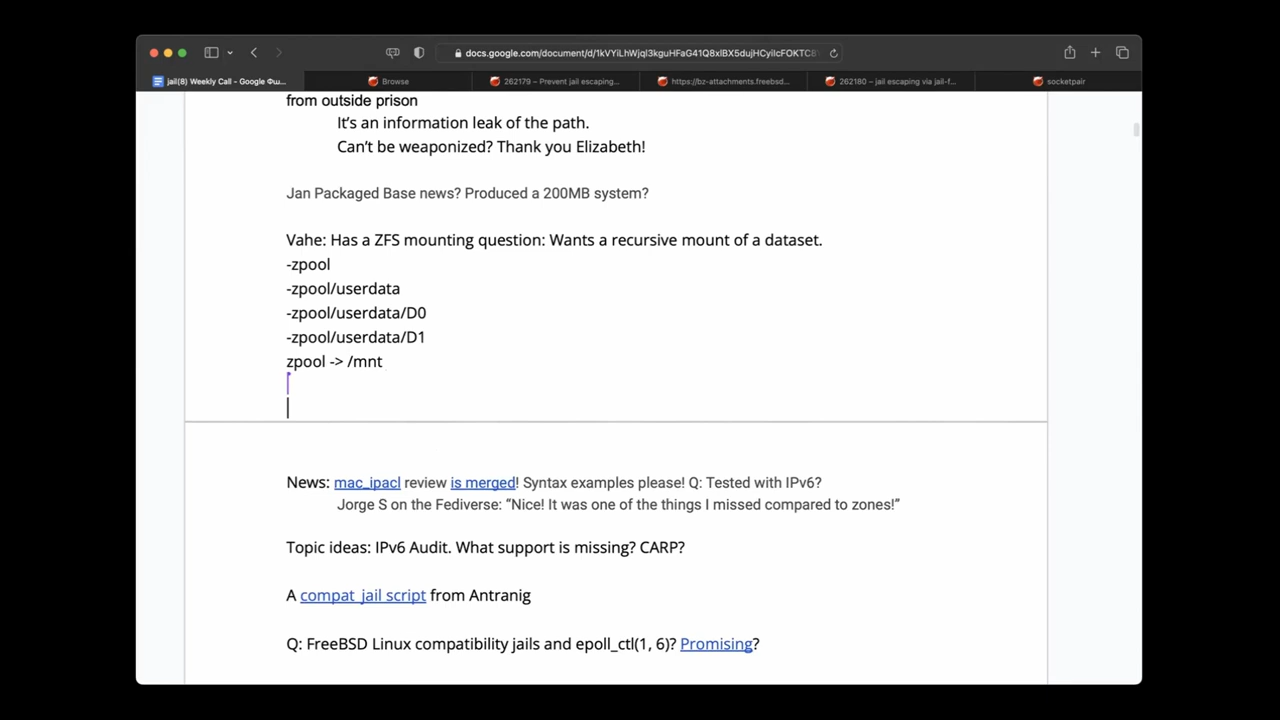 docs.google.com/document/d/1kVYiLhWjql3kguHFaG41Q8xlBX5dujHCyiIcFOKTC8
jail(8) Weekly Call - Google Фш...
Browse
262179 – Prevent jail escaping...
https://bz-attachments.freebsd...
262180 – jail escaping via jail-f...
socketpair
from outside prison
It’s an information leak of the path.
Can’t be weaponized? Thank you Elizabeth!
Jan Packaged Base news? Produced a 200MB system?
Vahe: Has a ZFS mounting question: Wants a recursive mount of a dataset.
-zpool
-zpool/userdata
-zpool/userdata/D0
-zpool/userdata/D1
zpool -> /mnt
News: mac_ipacl review is merged! Syntax examples please! Q: Tested with IPv6?
Jorge S on the Fediverse: “Nice! It was one of the things I missed compared to zones!”
Topic ideas: IPv6 Audit. What support is missing? CARP?
A compat_jail script from Antranig
Q: FreeBSD Linux compatibility jails and epoll_ctl(1, 6)? Promising?